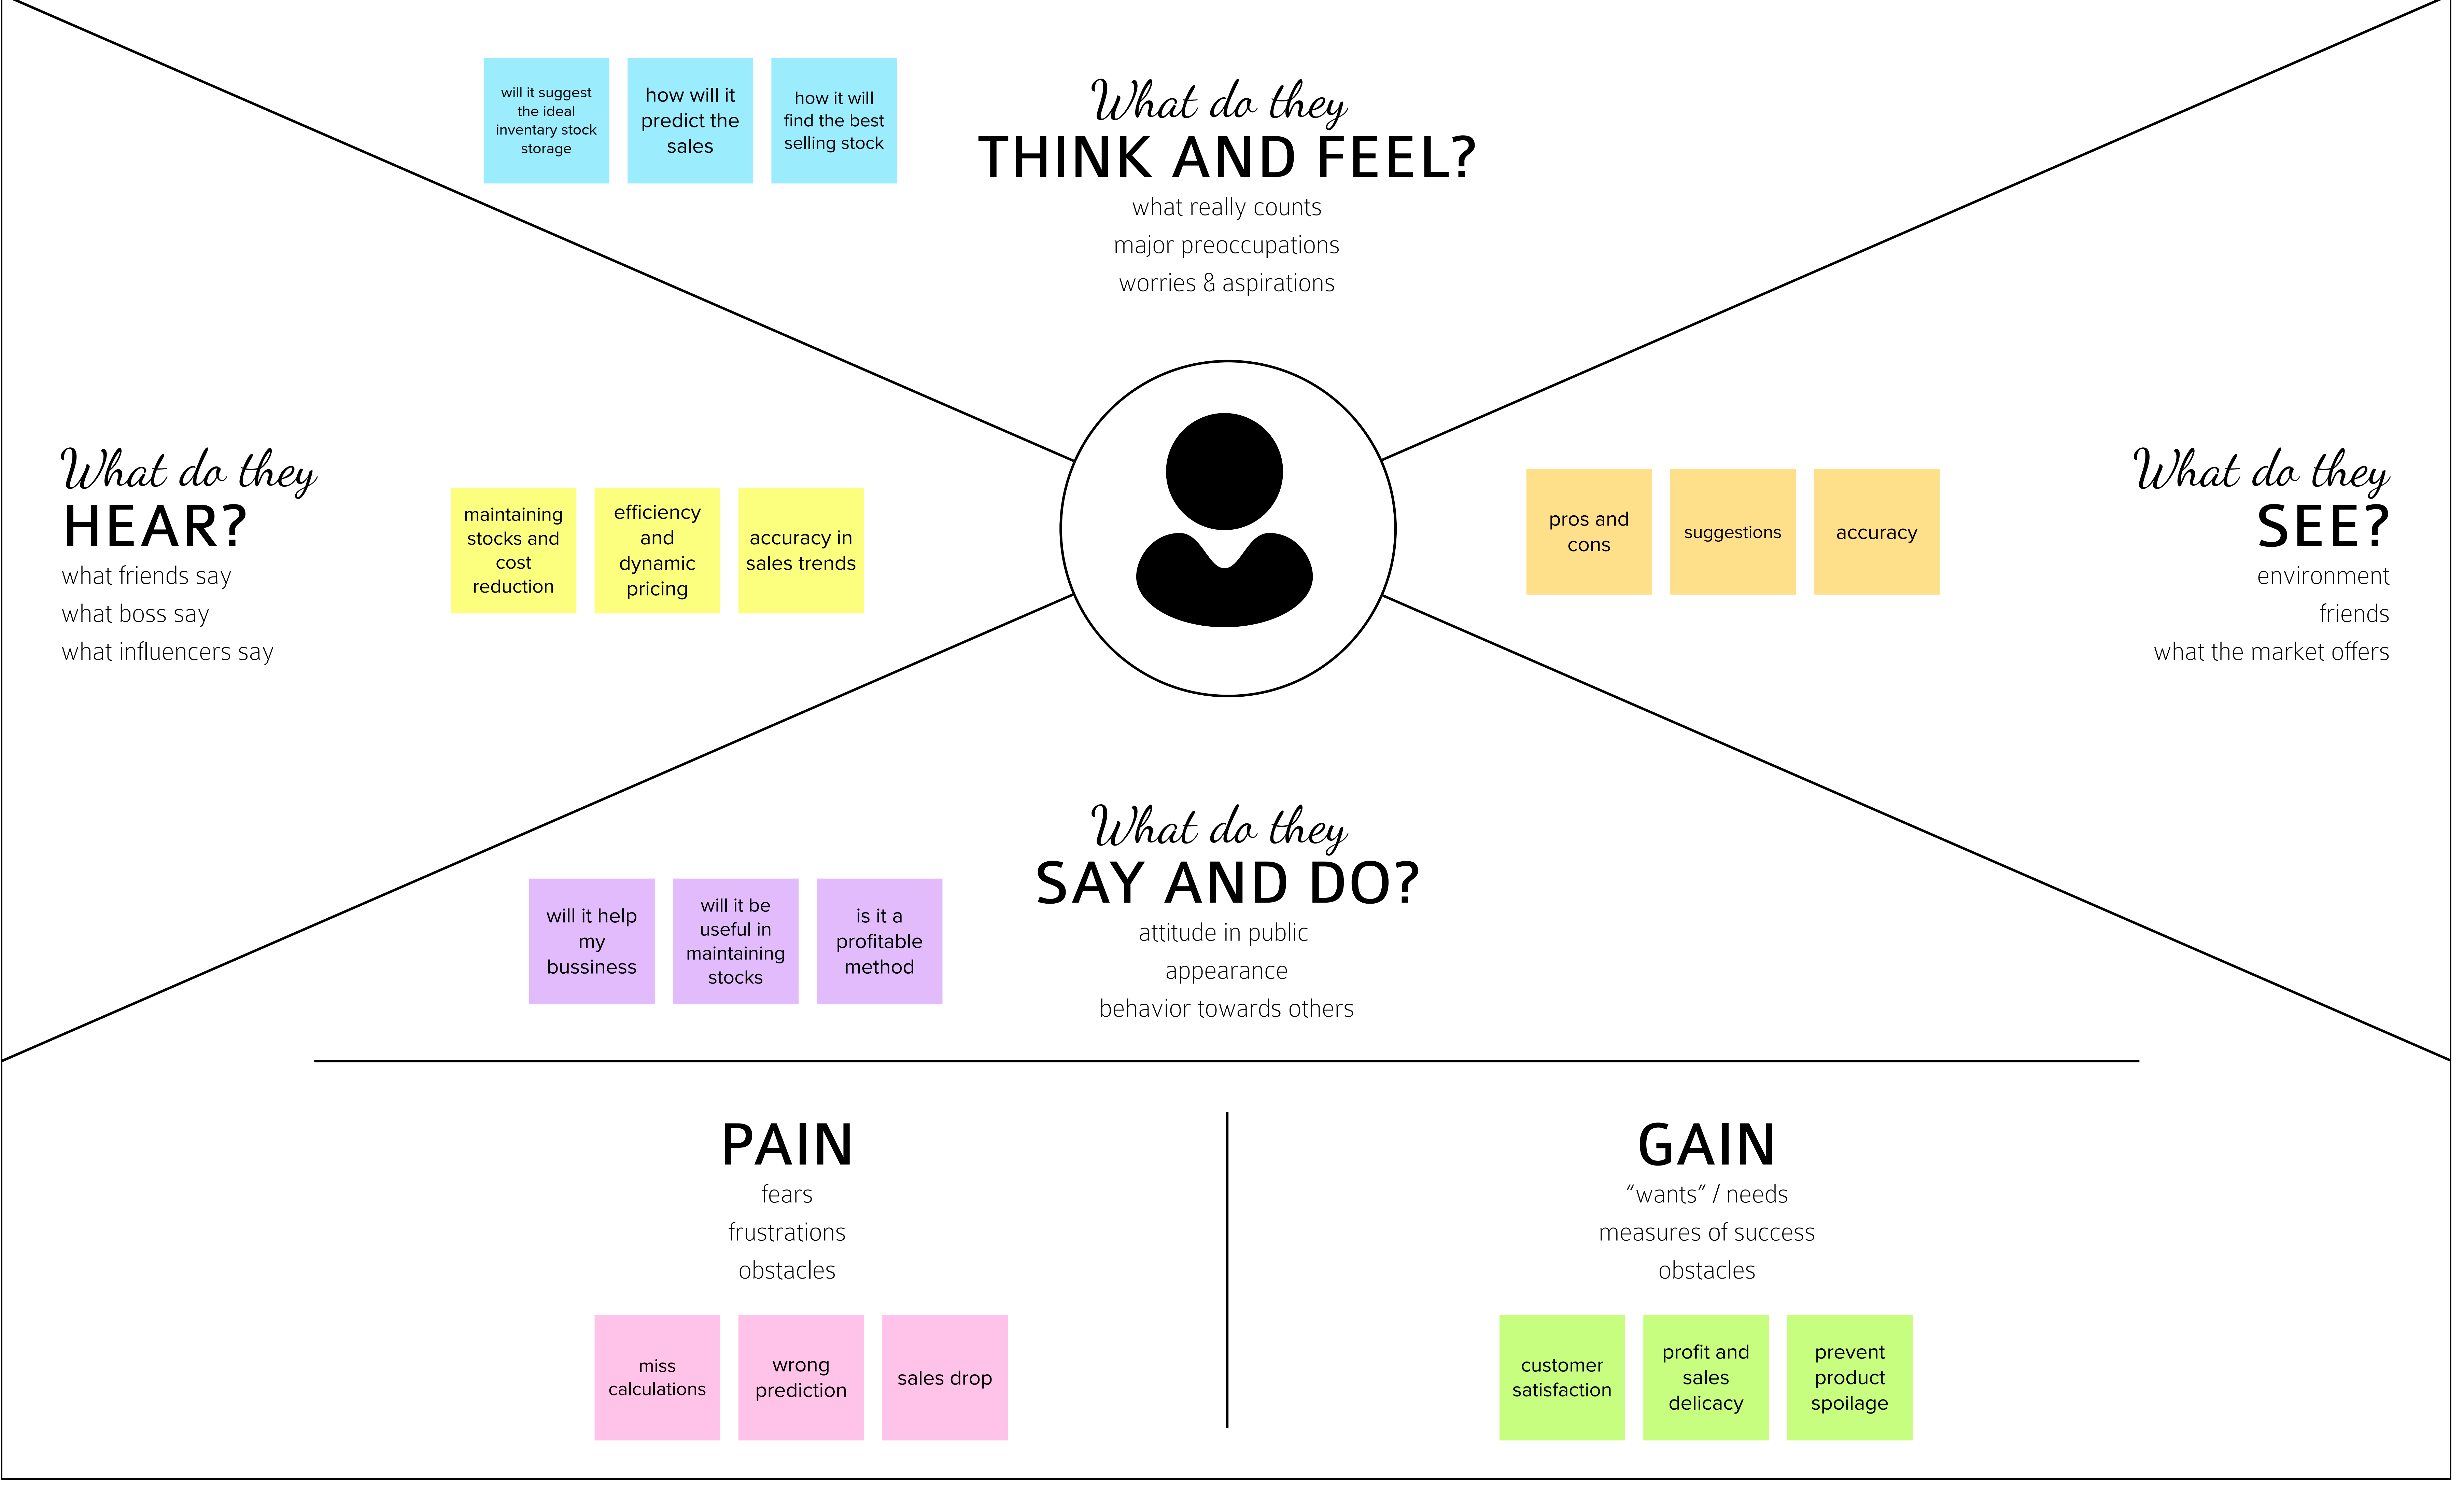 will it suggest
the ideal
inventary stock
storage
how will it
predict the
sales
how it will
find the best
selling stock
What do they
THINK AND FEEL?
what really counts
major preoccupations
worries & aspirations
What do they
HEAR?
what friends say
what boss say
what influencers say
maintaining
stocks and
cost
reduction
efficiency
and
dynamic
pricing
accuracy in
sales trends
pros and
cons
suggestions
accuracy
What do they
SEE?
environment
friends
what the market offers
What do they
SAY AND DO?
attitude in public
appearance
behavior towards others
will it help
my
bussiness
will it be
useful in
maintaining
stocks
is it a
profitable
method
PAIN
fears
frustrations
obstacles
miss
calculations
wrong
prediction
sales drop
GAIN
“wants” / needs
measures of success
obstacles
customer
satisfaction
profit and
sales
delicacy
prevent
product
spoilage